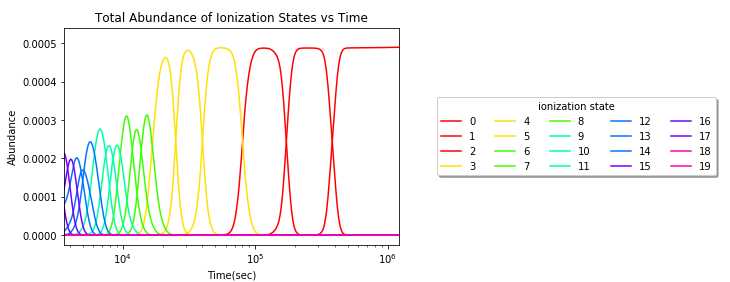 Total Abundance of Ionization States vs Time
Abundance
0.0005
0.0004
0.0003
0.0002
0.0001
0.0000
10^4 10^5 10^6
Time(sec)
ionization state
0 4 8 12 16
1 5 9 13 17
2 6 10 14 18
3 7 11 15 19